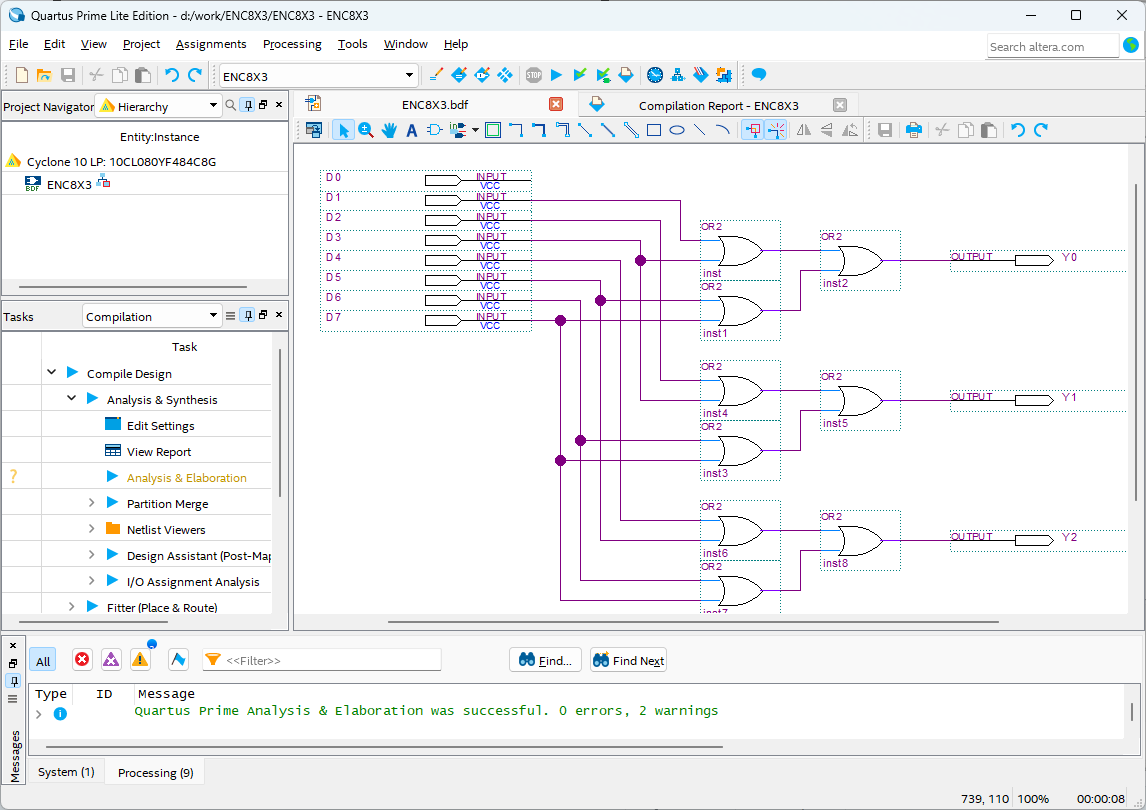 Quartus Prime Lite Edition - d:/work/ENC8X3/ENC8X3 - ENC8X3
File Edit View Project Assignments Processing Tools Window Help
Search altera.com
ENC8X3
STOP
Project Navigator Hierarchy
ENC8X3.bdf
Compilation Report - ENC8X3
Entity:Instance
Cyclone 10 LP: 10CL080YF484C8G
BDF ENC8X3
A
D0 INPUT VCC
D1 INPUT VCC
D2 INPUT VCC
D3 INPUT VCC
D4 INPUT VCC
D5 INPUT VCC
D6 INPUT VCC
D7 INPUT VCC
OR2
inst
OR2
inst1
OR2
inst2
OUTPUT Y0
OR2
inst4
OR2
inst3
OR2
inst5
OUTPUT Y1
OR2
inst6
OR2
inst7
OR2
inst8
OUTPUT Y2
Tasks Compilation
Task
Compile Design
Analysis & Synthesis
Edit Settings
View Report
? Analysis & Elaboration
Partition Merge
Netlist Viewers
Design Assistant (Post-Map
I/O Assignment Analysis
Fitter (Place & Route)
All <<Filter>> Find... Find Next
Type ID Message
Quartus Prime Analysis & Elaboration was successful. 0 errors, 2 warnings
Messages
System (1) Processing (9)
739, 110 100% 00:00:08